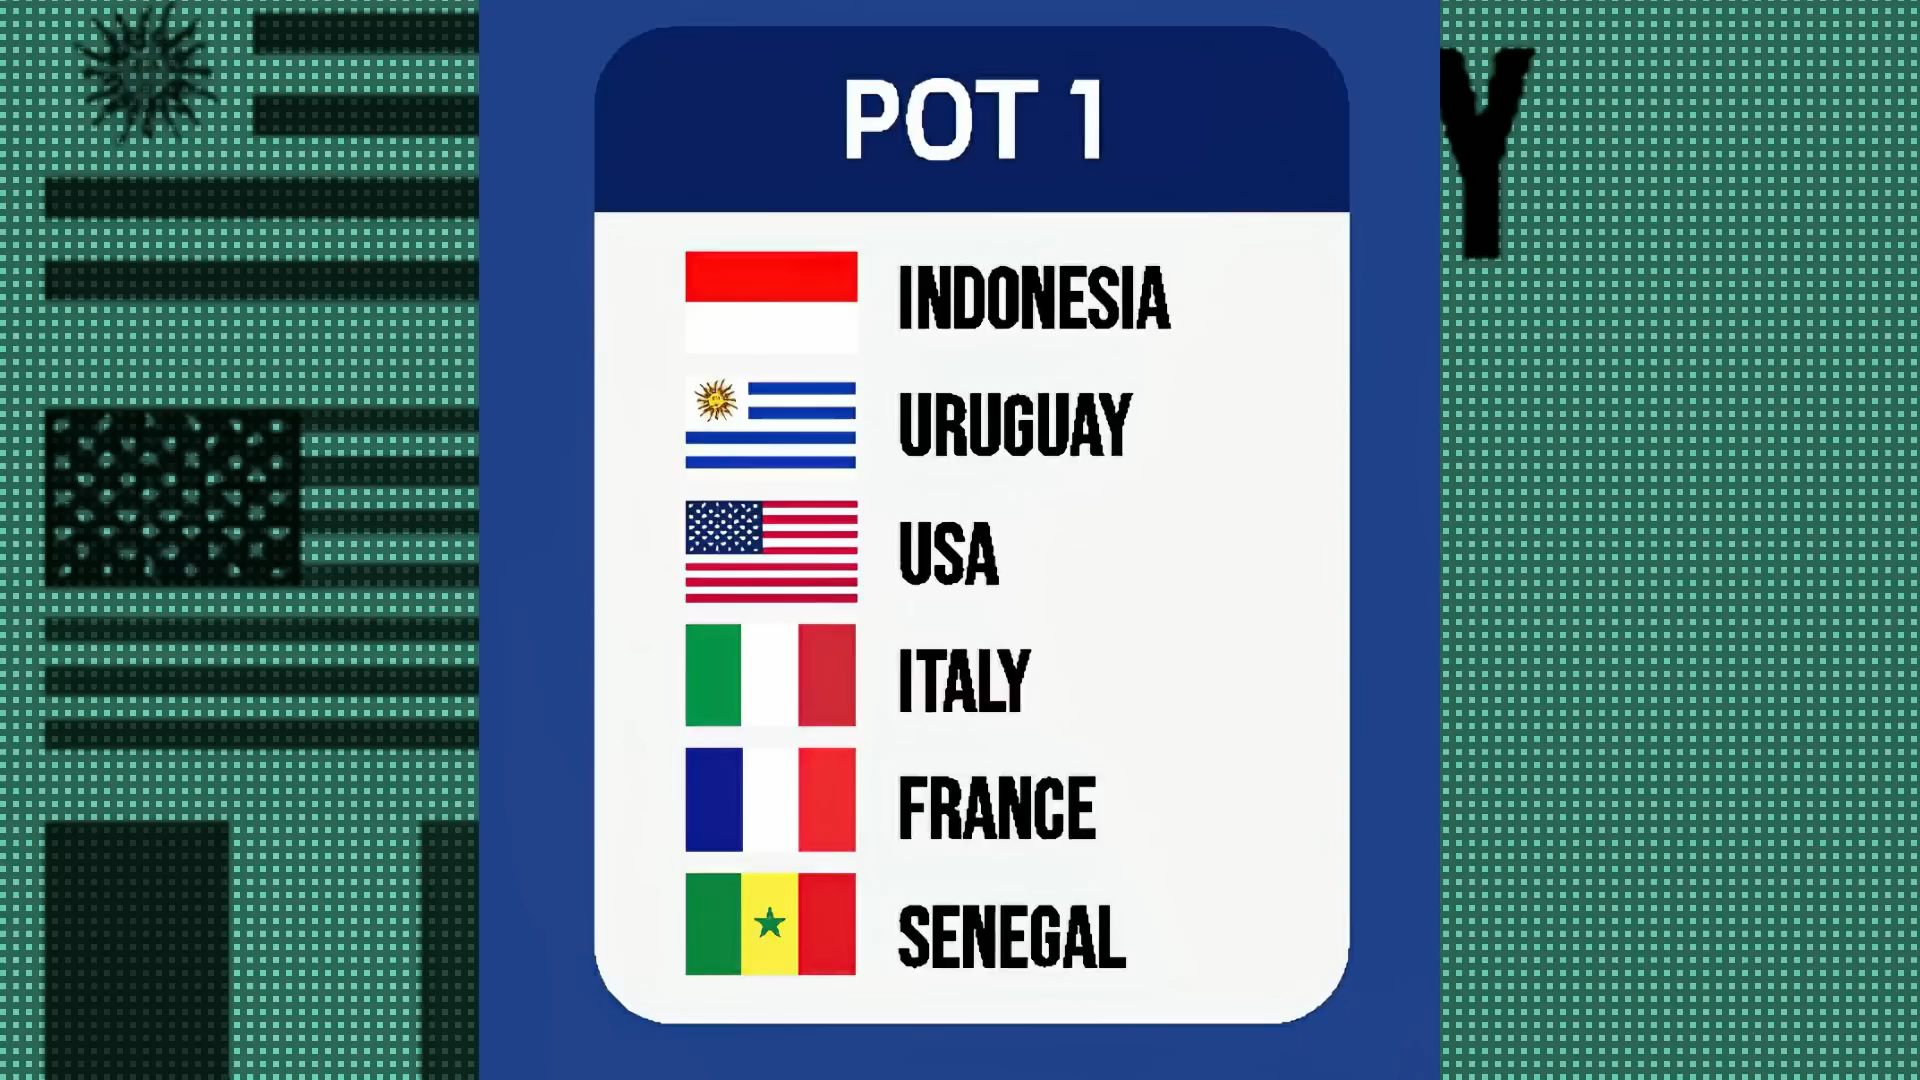 POT 1
INDONESIA
URUGUAY
USA
ITALY
FRANCE
SENEGAL
Y